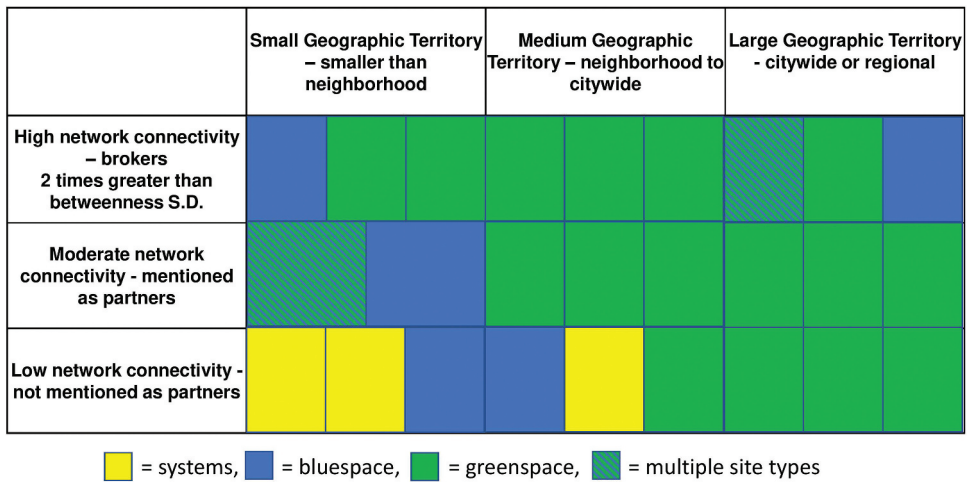 Small Geographic Territory
– smaller than
neighborhood
Medium Geographic
Territory – neighborhood to
citywide
Large Geographic Territory
- citywide or regional
High network connectivity
– brokers
2 times greater than
betweenness S.D.
Moderate network
connectivity - mentioned
as partners
Low network connectivity -
not mentioned as partners
= systems, = bluespace, = greenspace, = multiple site types